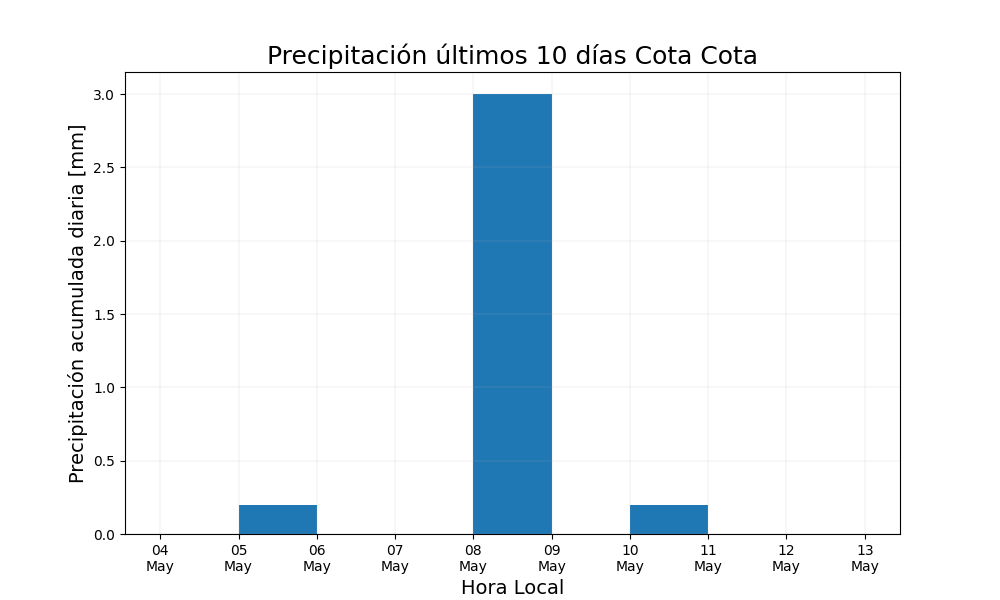 Precipitación últimos 10 días Cota Cota
Precipitación acumulada diaria [mm]
3.0
2.5
2.0
1.5
1.0
0.5
0.0
04 05 06 07 08 09 10 11 12 13
May May May May May May May May May May
Hora Local